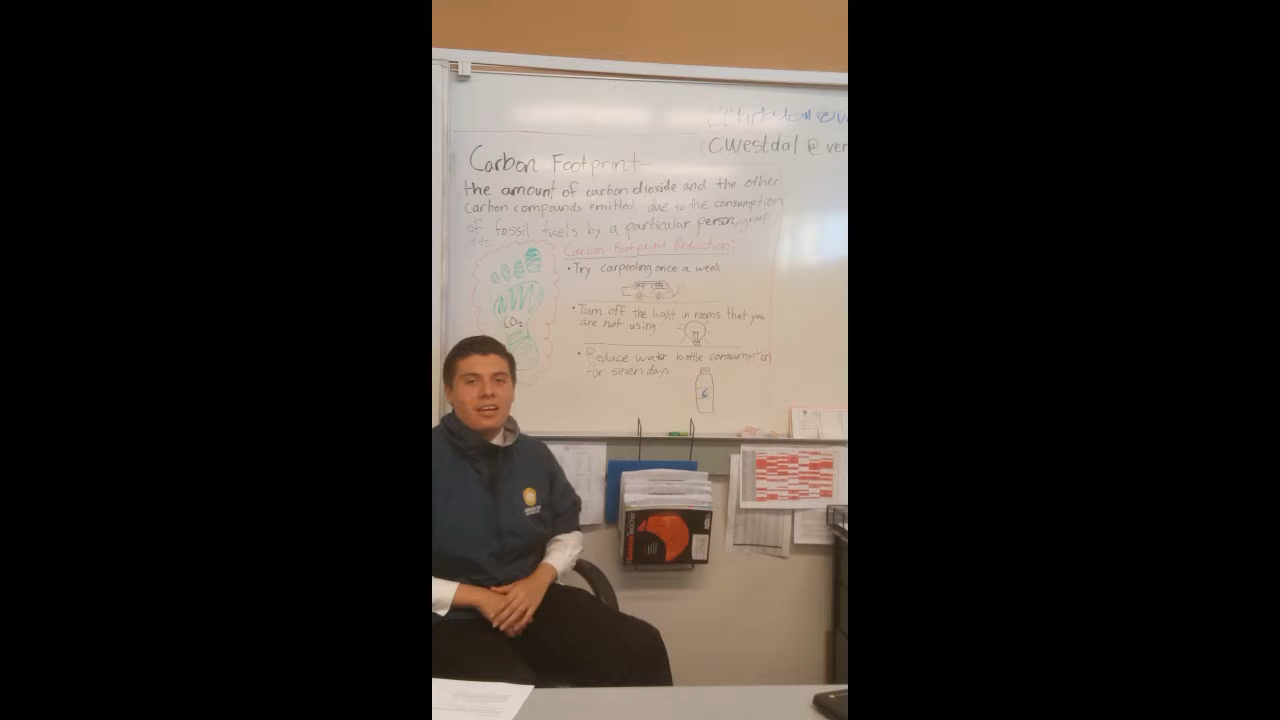 CClarkston@v
cwestdal @ ver
Carbon Footprint-
the amount of carbon dioxide and the other
carbon compounds emitted due to the consumption
of fossil fuels by a particular person, group
etc
Carbon Footprint Reduction:
• Try carpooling once a week
• Turn off the light in rooms that you
are not using
CO2
• Reduce water bottle consumption
for seven days